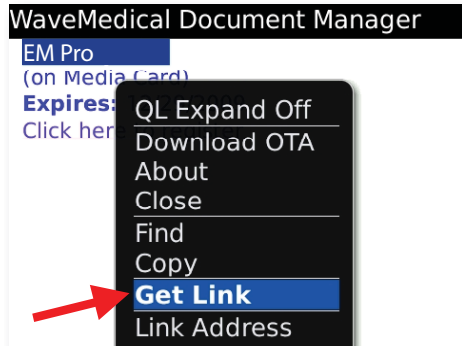 WaveMedical Document Manager
EM Pro
(on Media Card)
Expires:
Click here
QL Expand Off
Download OTA
About
Close
Find
Copy
Get Link
Link Address